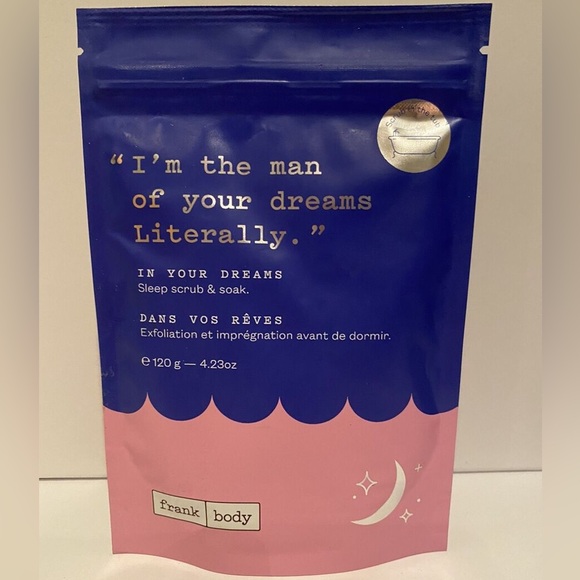 “I’m the man
of your dreams
Literally.”
IN YOUR DREAMS
Sleep scrub & soak.
DANS VOS RÊVES
Exfoliation et imprégnation avant de dormir.
℮ 120 g — 4.23oz
frank body